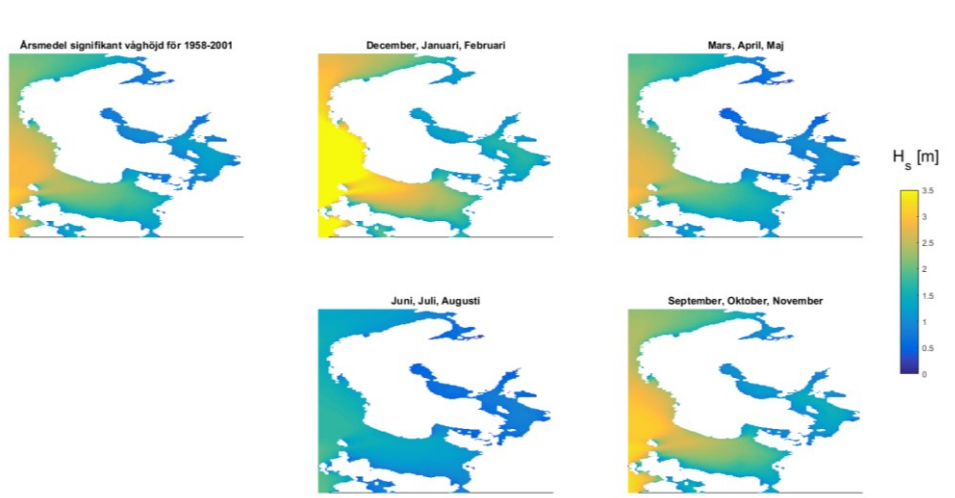 Årsmedel signifikant våghöjd för 1958-2001
December, Januari, Februari
Mars, April, Maj
H_s [m]
3.5
3
2.5
2
1.5
1
0.5
0
Juni, Juli, Augusti
September, Oktober, November